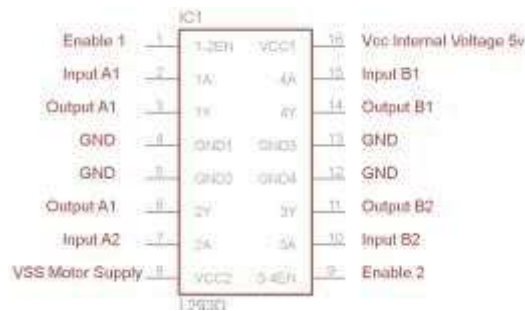 IC1
Enable 1 1 1-2EN VCC1 16 Vcc Internal Voltage 5v
Input A1 2 1A 4A 15 Input B1
Output A1 3 1Y 4Y 14 Output B1
GND 4 GND1 GND3 13 GND
GND 5 GND2 GND4 12 GND
Output A1 6 2Y 3Y 11 Output B2
Input A2 7 2A 3A 10 Input B2
VSS Motor Supply 8 VCC2 3-4EN 9 Enable 2
L293D